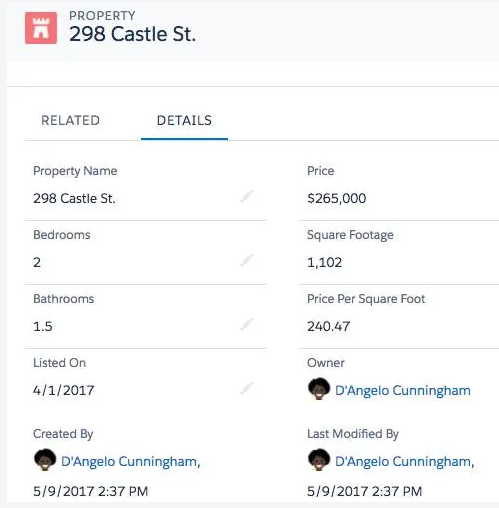 PROPERTY
298 Castle St.
RELATED
DETAILS
Property Name
298 Castle St.
Price
$265,000
Bedrooms
2
Square Footage
1,102
Bathrooms
1.5
Price Per Square Foot
240.47
Listed On
4/1/2017
Owner
D'Angelo Cunningham
Created By
D'Angelo Cunningham,
5/9/2017 2:37 PM
Last Modified By
D'Angelo Cunningham,
5/9/2017 2:37 PM